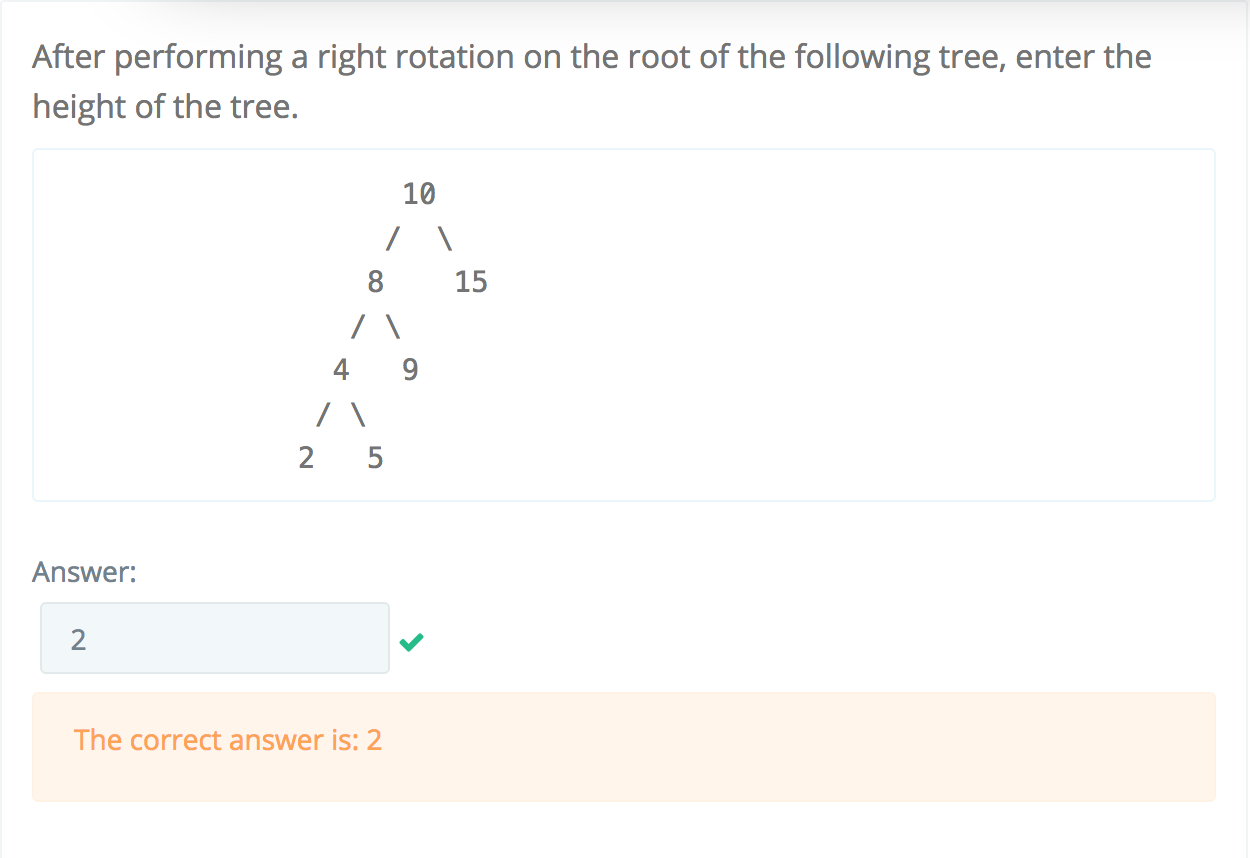 After performing a right rotation on the root of the following tree, enter the
height of the tree.
10
/ \
8 15
/ \
4 9
/ \
2 5
Answer:
2
The correct answer is: 2